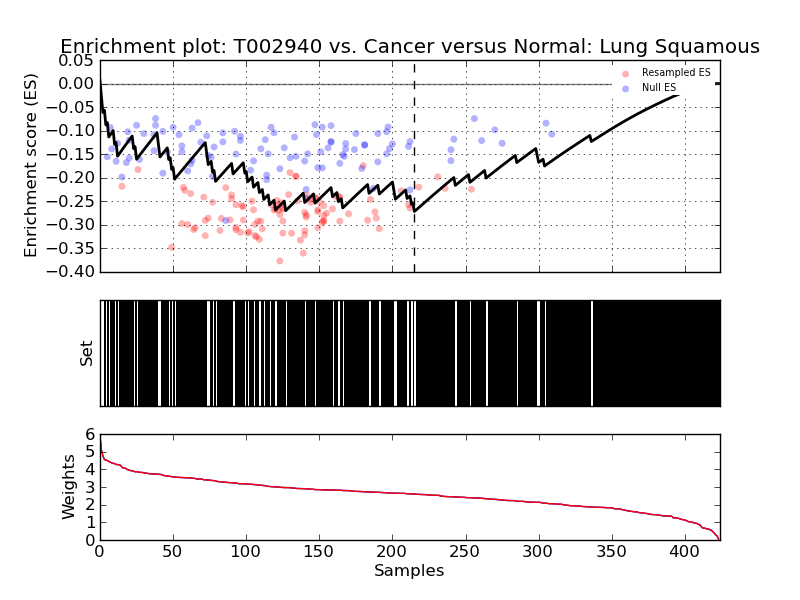 Enrichment plot: T002940 vs. Cancer versus Normal: Lung Squamous
0.05
0.00
−0.05
−0.10
−0.15
−0.20
−0.25
−0.30
−0.35
−0.40
Enrichment score (ES)
Resampled ES
Null ES
Set
6
5
4
3
2
1
0
Weights
0 50 100 150 200 250 300 350 400
Samples